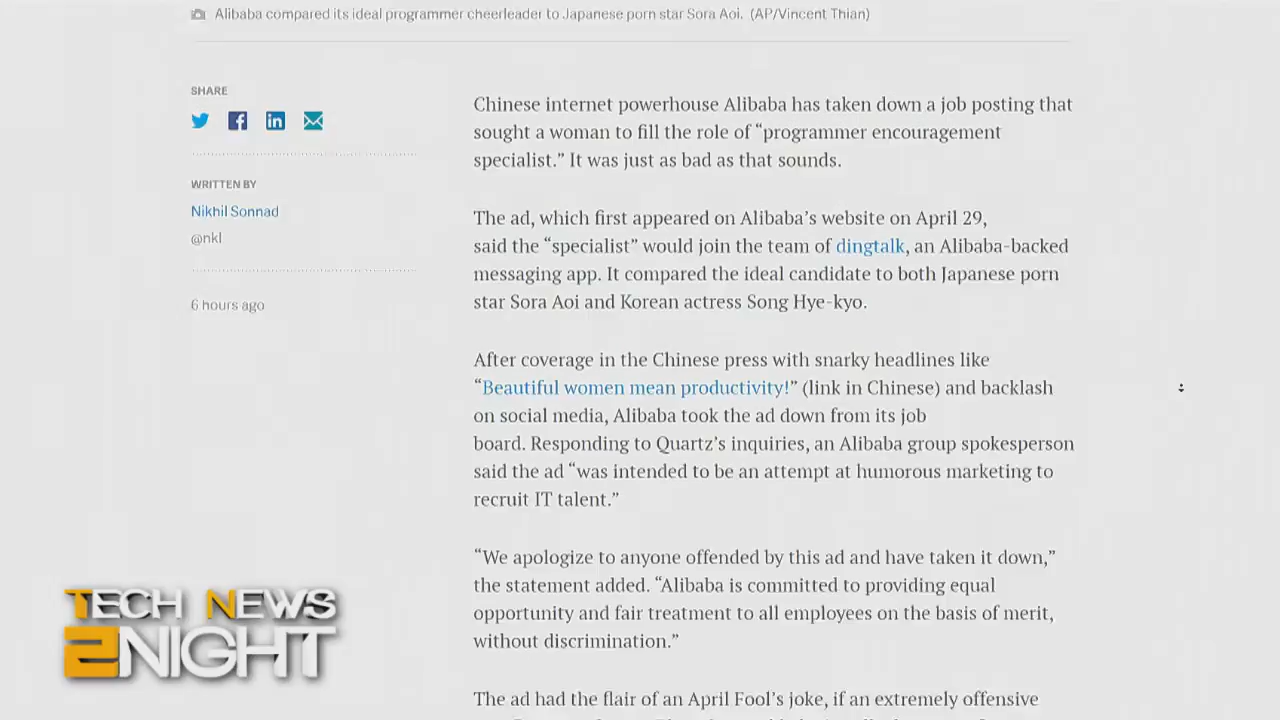 Alibaba compared its ideal programmer cheerleader to Japanese porn star Sora Aoi. (AP/Vincent Thian)
SHARE
WRITTEN BY
Nikhil Sonnad
@nkl
6 hours ago
Chinese internet powerhouse Alibaba has taken down a job posting that
sought a woman to fill the role of “programmer encouragement
specialist.” It was just as bad as that sounds.
The ad, which first appeared on Alibaba’s website on April 29,
said the “specialist” would join the team of dingtalk, an Alibaba-backed
messaging app. It compared the ideal candidate to both Japanese porn
star Sora Aoi and Korean actress Song Hye-kyo.
After coverage in the Chinese press with snarky headlines like
“Beautiful women mean productivity!” (link in Chinese) and backlash
on social media, Alibaba took the ad down from its job
board. Responding to Quartz’s inquiries, an Alibaba group spokesperson
said the ad “was intended to be an attempt at humorous marketing to
recruit IT talent.”
“We apologize to anyone offended by this ad and have taken it down,”
the statement added. “Alibaba is committed to providing equal
opportunity and fair treatment to all employees on the basis of merit,
without discrimination.”
The ad had the flair of an April Fool’s joke, if an extremely offensive
TECH NEWS
2NIGHT